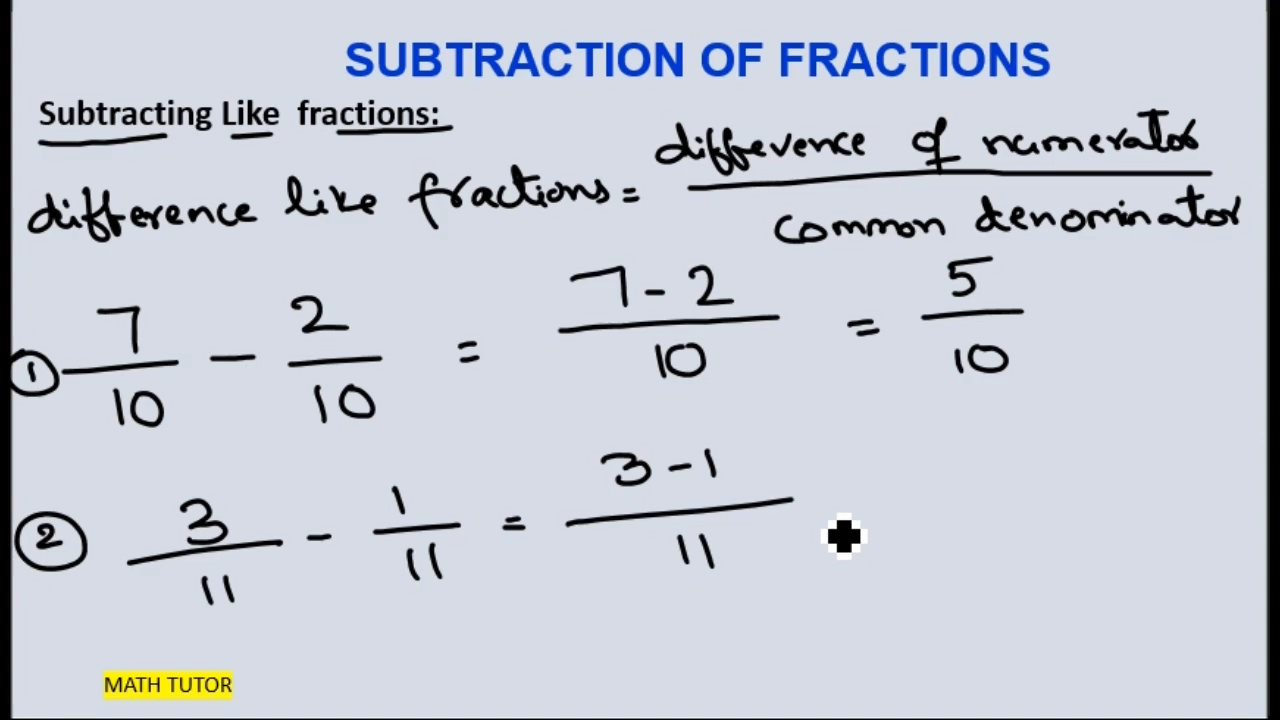 SUBTRACTION OF FRACTIONS
Subtracting Like fractions:
difference like fractions = difference of numerator / common denominator
① 7/10 - 2/10 = 7-2/10 = 5/10
② 3/11 - 1/11 = 3-1/11
MATH TUTOR